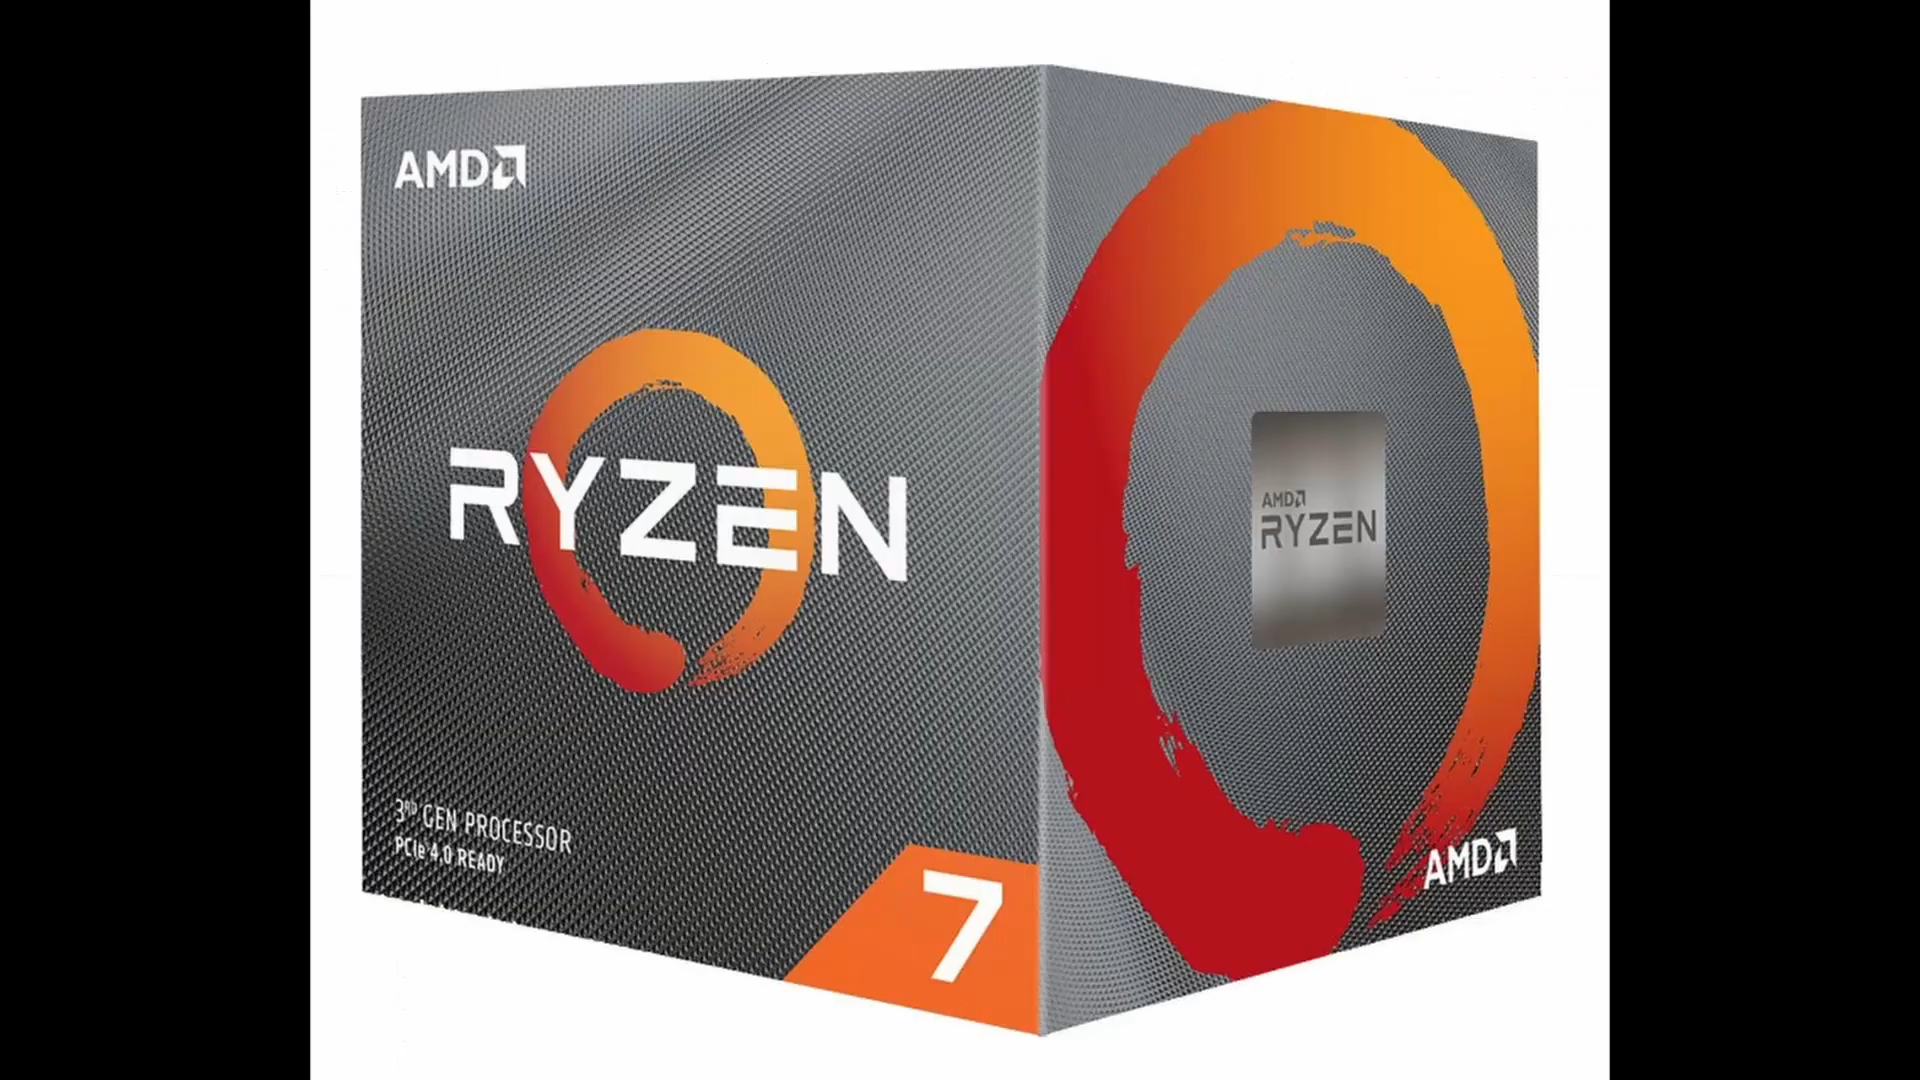 AMD
RYZEN
3RD GEN PROCESSOR
PCIe 4.0 READY
7
AMD
RYZEN
AMD